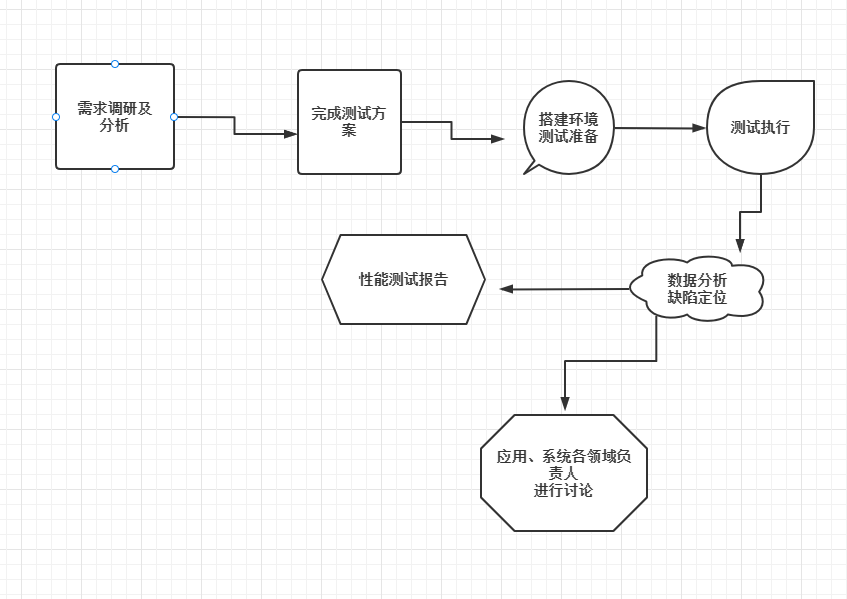 需求调研及
分析
完成测试方
案
搭建环境
测试准备
测试执行
数据分析
缺陷定位
性能测试报告
应用、系统各领域负
责人
进行讨论